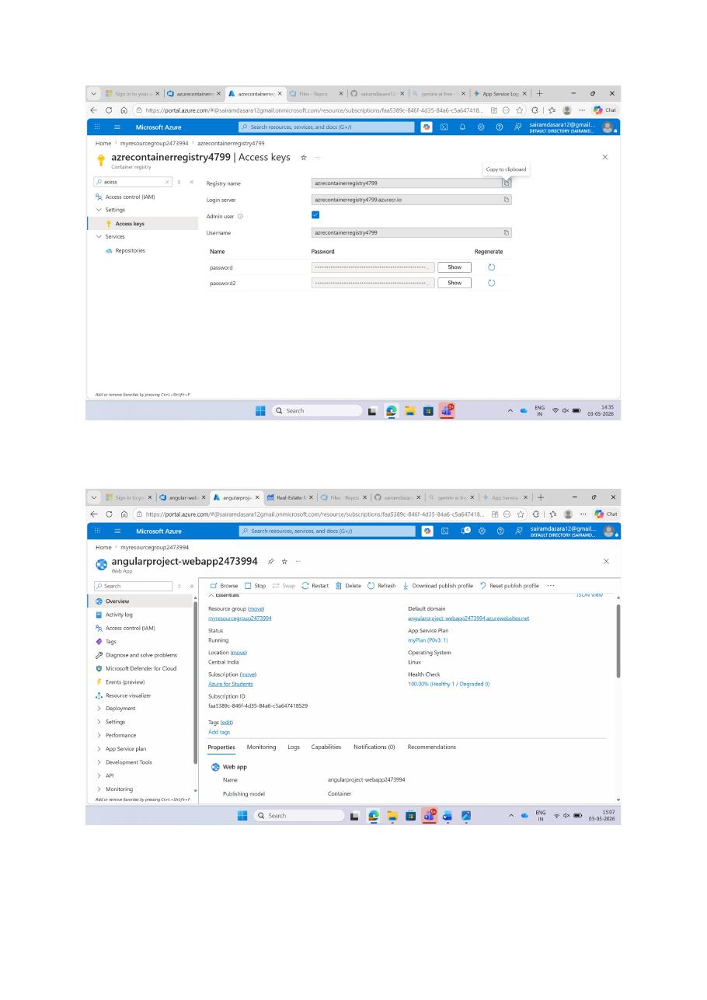 Sign in to your a
azurecontainerre
azrecontainerreg
Files - Repos
sairamdasara12
gemini ai free -
App Service Log
https://portal.azure.com/#@sairamdasara12gmail.onmicrosoft.com/resource/subscriptions/faa5389c-846f-4d35-84a6-c5a647418...
Chat
Microsoft Azure
Search resources, services, and docs (G+/)
sairamdasara12@gmail....
DEFAULT DIRECTORY (SAIRAMD...
Home > myresourcegroup2473994 > azrecontainerregistry4799
azrecontainerregistry4799 | Access keys
Container registry
Copy to clipboard
acess
Access control (IAM)
Settings
Access keys
Services
Repositories
Registry name azrecontainerregistry4799
Login server azrecontainerregistry4799.azurecr.io
Admin user
Username azrecontainerregistry4799
Name Password Regenerate
password Show
password2 Show
Add or remove favorites by pressing Ctrl+Shift+F
Search
9+
ENG
IN
14:35
03-05-2026
Sign in to yo
angular-web
angularproje
Real-Estate-M
Files - Repos
sairamdasar
gemini ai fre
App Service
https://portal.azure.com/#@sairamdasara12gmail.onmicrosoft.com/resource/subscriptions/faa5389c-846f-4d35-84a6-c5a647418...
Chat
Microsoft Azure
Search resources, services, and docs (G+/)
4
sairamdasara12@gmail....
DEFAULT DIRECTORY (SAIRAMD...
Home > myresourcegroup2473994
angularproject-webapp2473994
Web App
Search
Browse Stop Swap Restart Delete Refresh Download publish profile Reset publish profile
Overview
Activity log
Access control (IAM)
Tags
Diagnose and solve problems
Microsoft Defender for Cloud
Events (preview)
Resource visualizer
Deployment
Settings
Performance
App Service plan
Development Tools
API
Monitoring
Add or remove favorites by pressing Ctrl+Shift+F
Essentials
JSON View
Resource group (move)
myresourcegroup2473994
Status
Running
Location (move)
Central India
Subscription (move)
Azure for Students
Subscription ID
faa5389c-846f-4d35-84a6-c5a647418529
Default domain
angularproject-webapp2473994.azurewebsites.net
App Service Plan
myPlan (P0v3: 1)
Operating System
Linux
Health Check
100.00% (Healthy 1 / Degraded 0)
Tags (edit)
Add tags
Properties Monitoring Logs Capabilities Notifications (0) Recommendations
Web app
Name angularproject-webapp2473994
Publishing model Container
Search
9+
ENG
IN
15:07
03-05-2026